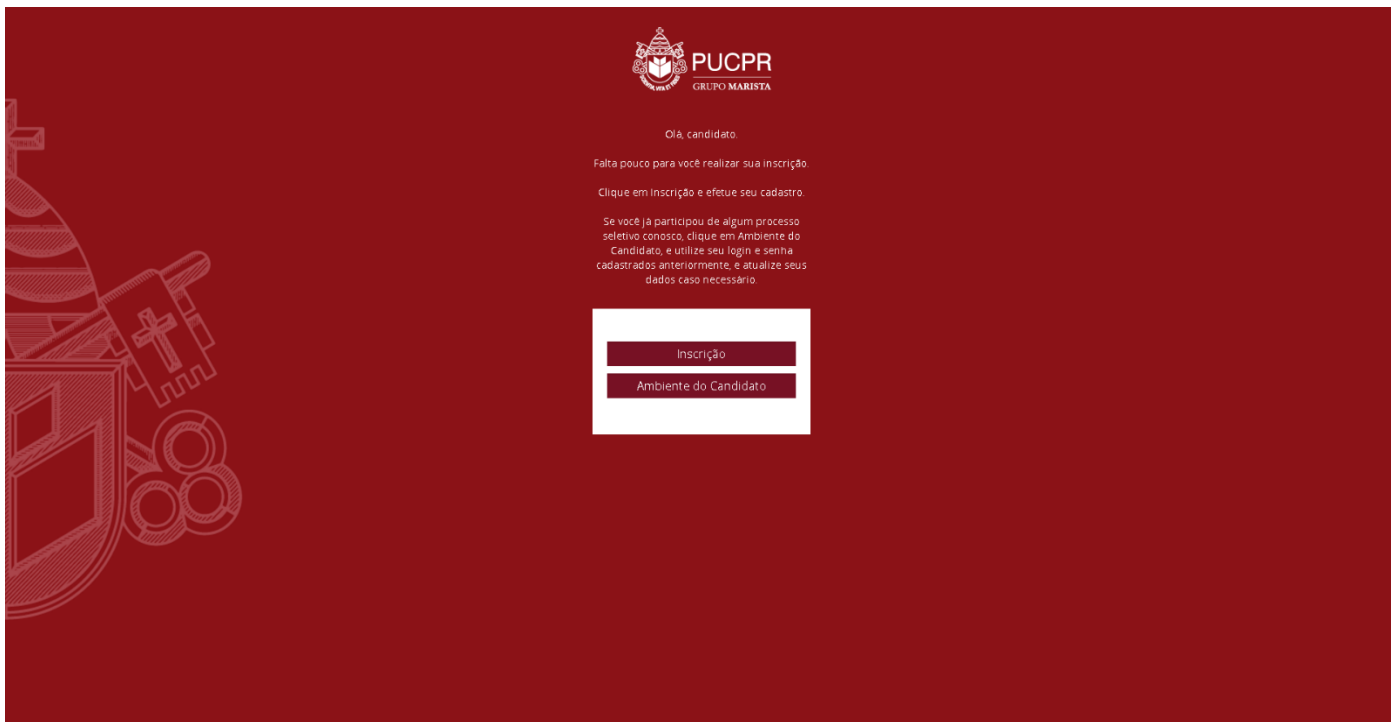 PUCPR
GRUPO MARISTA
Olá, candidato.
Falta pouco para você realizar sua inscrição.
Clique em Inscrição e efetue seu cadastro.
Se você já participou de algum processo
seletivo conosco, clique em Ambiente do
Candidato, e utilize seu login e senha
cadastrados anteriormente, e atualize seus
dados caso necessário.
Inscrição
Ambiente do Candidato